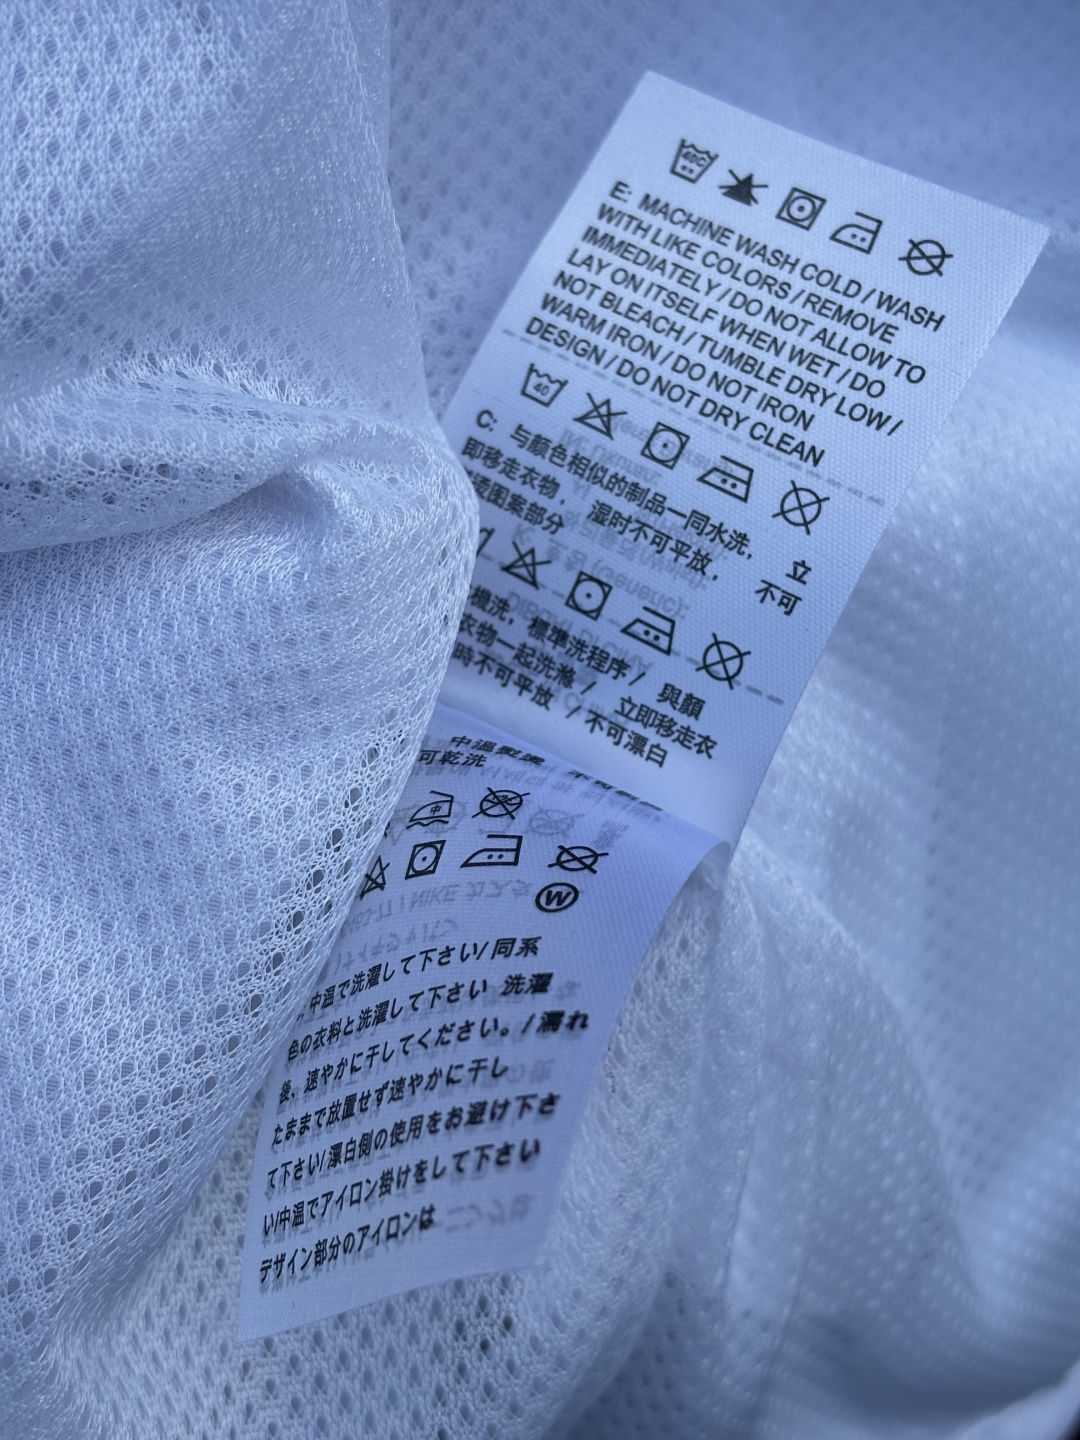 40C
E: MACHINE WASH COLD / WASH
WITH LIKE COLORS / REMOVE
IMMEDIATELY / DO NOT ALLOW TO
LAY ON ITSELF WHEN WET / DO
NOT BLEACH / TUMBLE DRY LOW /
WARM IRON / DO NOT IRON
DESIGN / DO NOT DRY CLEAN
40
C: 与颜色相似的制品一同水洗, 立
即移走衣物, 湿时不可平放, 不可
烫图案部分
機洗, 標準洗程序 / 與顏
衣物一起洗滌 / 立即移走衣
時不可平放 / 不可漂白
中溫熨燙
可乾洗
中
W
中温で洗濯して下さい/ 同系
色の衣料と洗濯して下さい 洗濯
後、速やかに干してください。/ 濡れ
たままで放置せず速やかに干し
て下さい/ 漂白側の使用をお避け下さ
い/中温でアイロン掛けをして下さい
デザイン部分のアイロンは